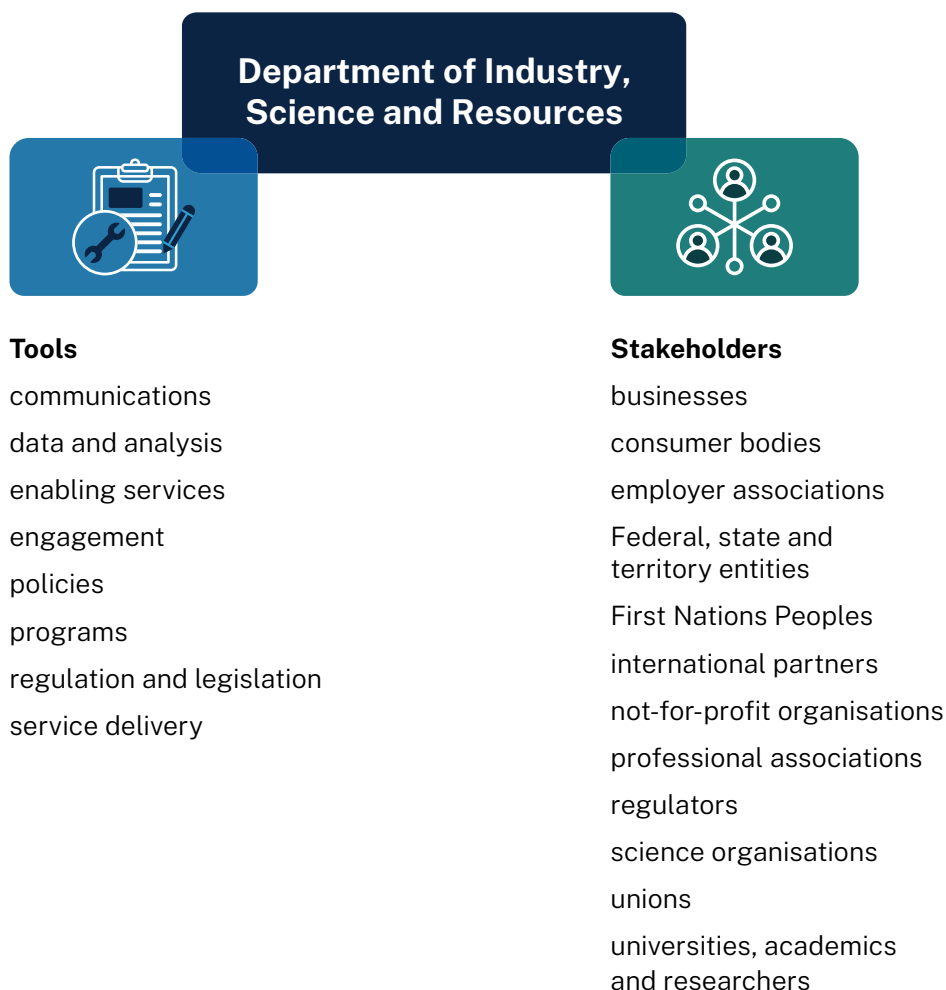 Department of Industry,
Science and Resources
Tools
communications
data and analysis
enabling services
engagement
policies
programs
regulation and legislation
service delivery
Stakeholders
businesses
consumer bodies
employer associations
Federal, state and
territory entities
First Nations Peoples
international partners
not-for-profit organisations
professional associations
regulators
science organisations
unions
universities, academics
and researchers